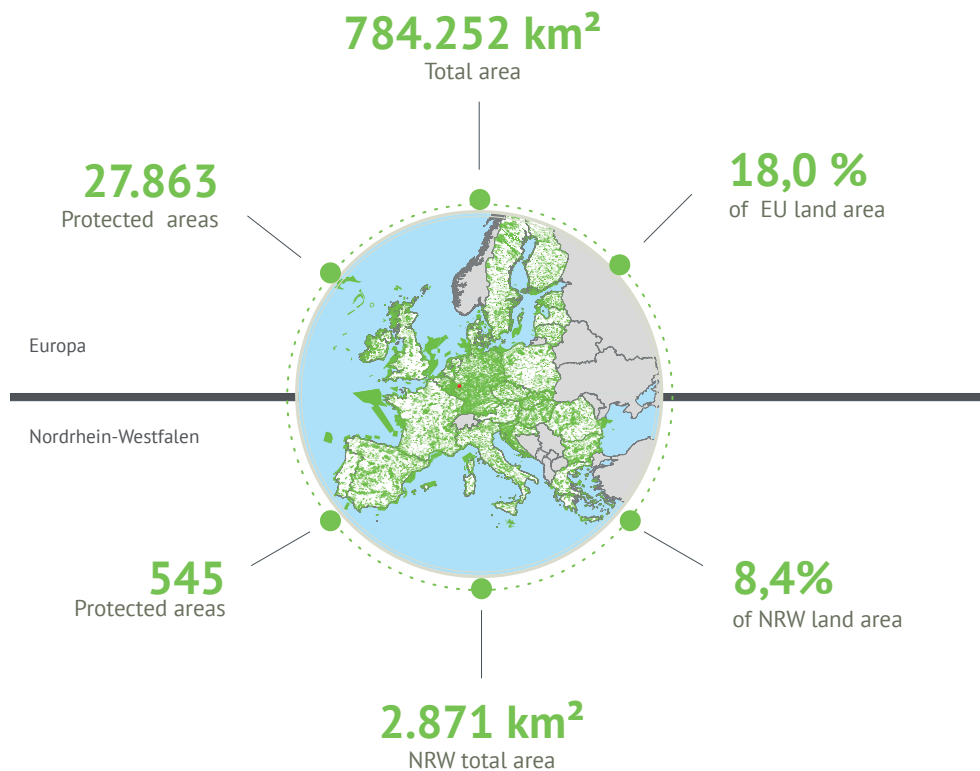 784.252 km²
Total area
27.863
Protected areas
18,0 %
of EU land area
Europa
Nordrhein-Westfalen
545
Protected areas
8,4%
of NRW land area
2.871 km²
NRW total area